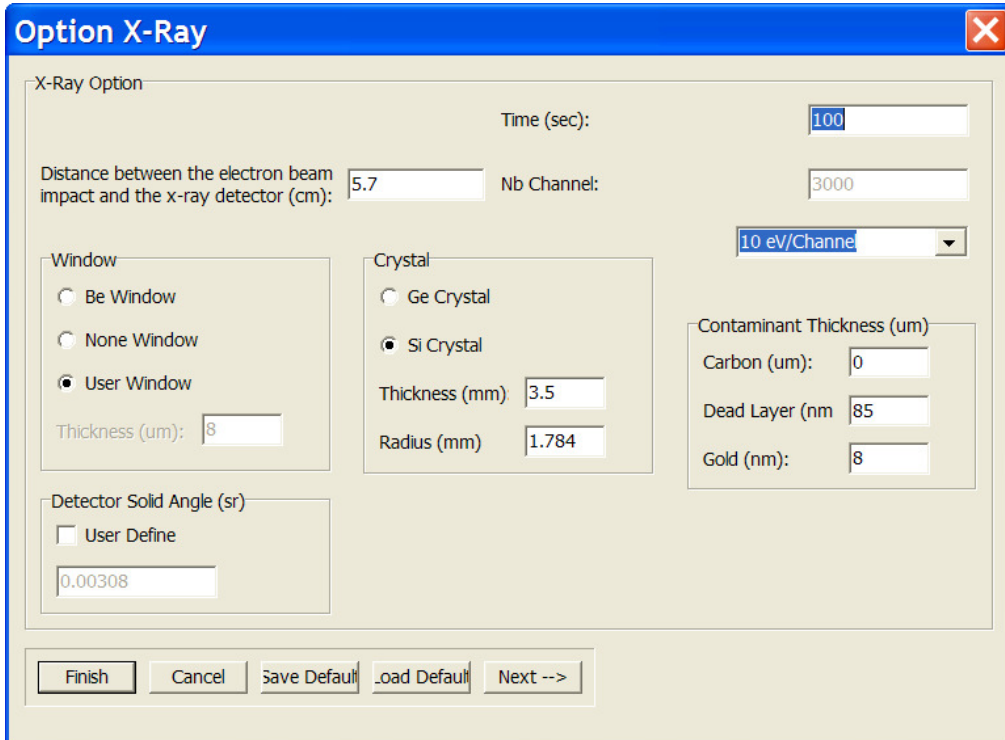 Option X-Ray
X-Ray Option
Time (sec):
100
Distance between the electron beam
impact and the x-ray detector (cm):
5.7
Nb Channel:
3000
10 eV/Channel
Window
Be Window
None Window
User Window
Thickness (um):
8
Crystal
Ge Crystal
Si Crystal
Thickness (mm):
3.5
Radius (mm)
1.784
Contaminant Thickness (um)
Carbon (um):
0
Dead Layer (nm
85
Gold (nm):
8
Detector Solid Angle (sr)
User Define
0.00308
Finish
Cancel
Save Default
Load Default
Next -->